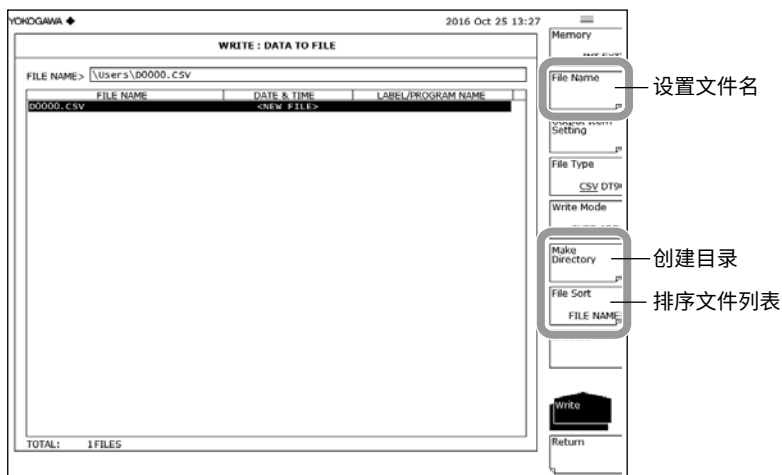 YOKOGAWA ◆
2016 Oct 25 13:27
WRITE : DATA TO FILE
FILE NAME> \Users\D0000.CSV
FILE NAME DATE & TIME LABEL/PROGRAM NAME
D0000.CSV <NEW FILE>
TOTAL: 1FILES
Memory
File Name
设置文件名
Setting
File Type
CSV DT9
Write Mode
Make
Directory
创建目录
File Sort
FILE NAME
排序文件列表
Write
Return